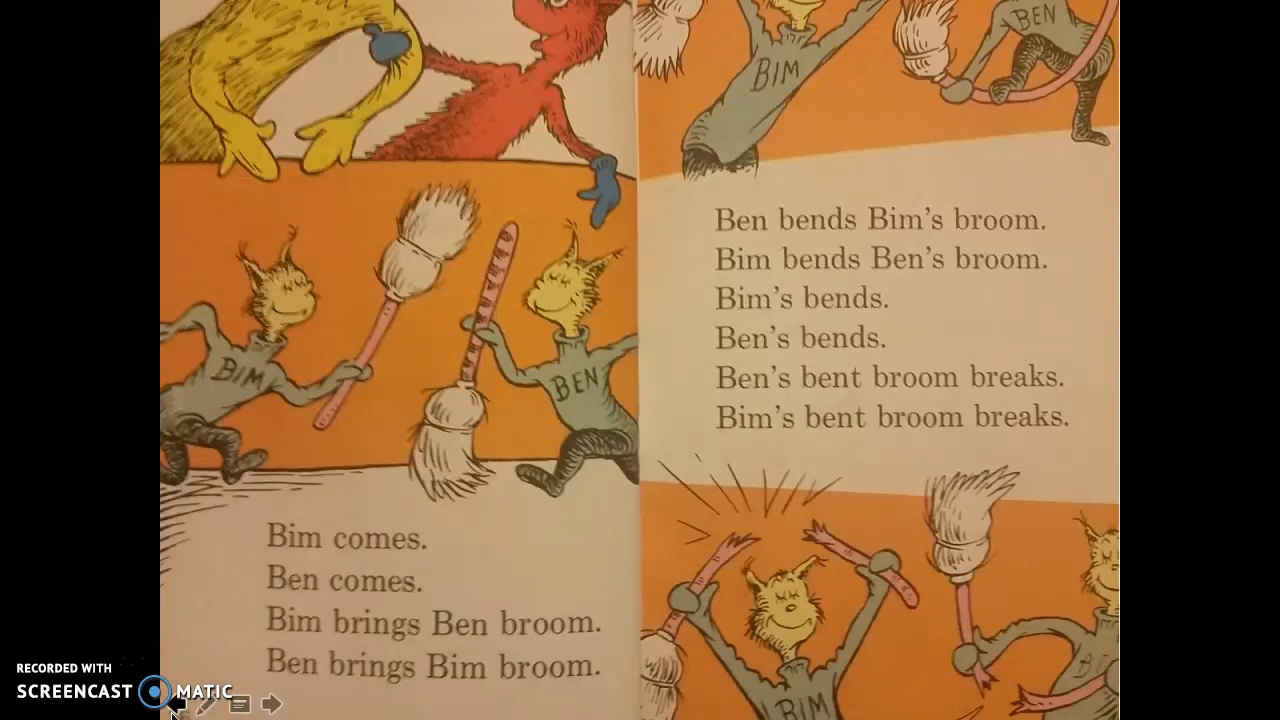 BIM
BEN
Bim comes.
Ben comes.
Bim brings Ben broom.
Ben brings Bim broom.
BIM
BEN
Ben bends Bim's broom.
Bim bends Ben's broom.
Bim's bends.
Ben's bends.
Ben's bent broom breaks.
Bim's bent broom breaks.
BIM
RECORDED WITH
SCREENCAST MATIC